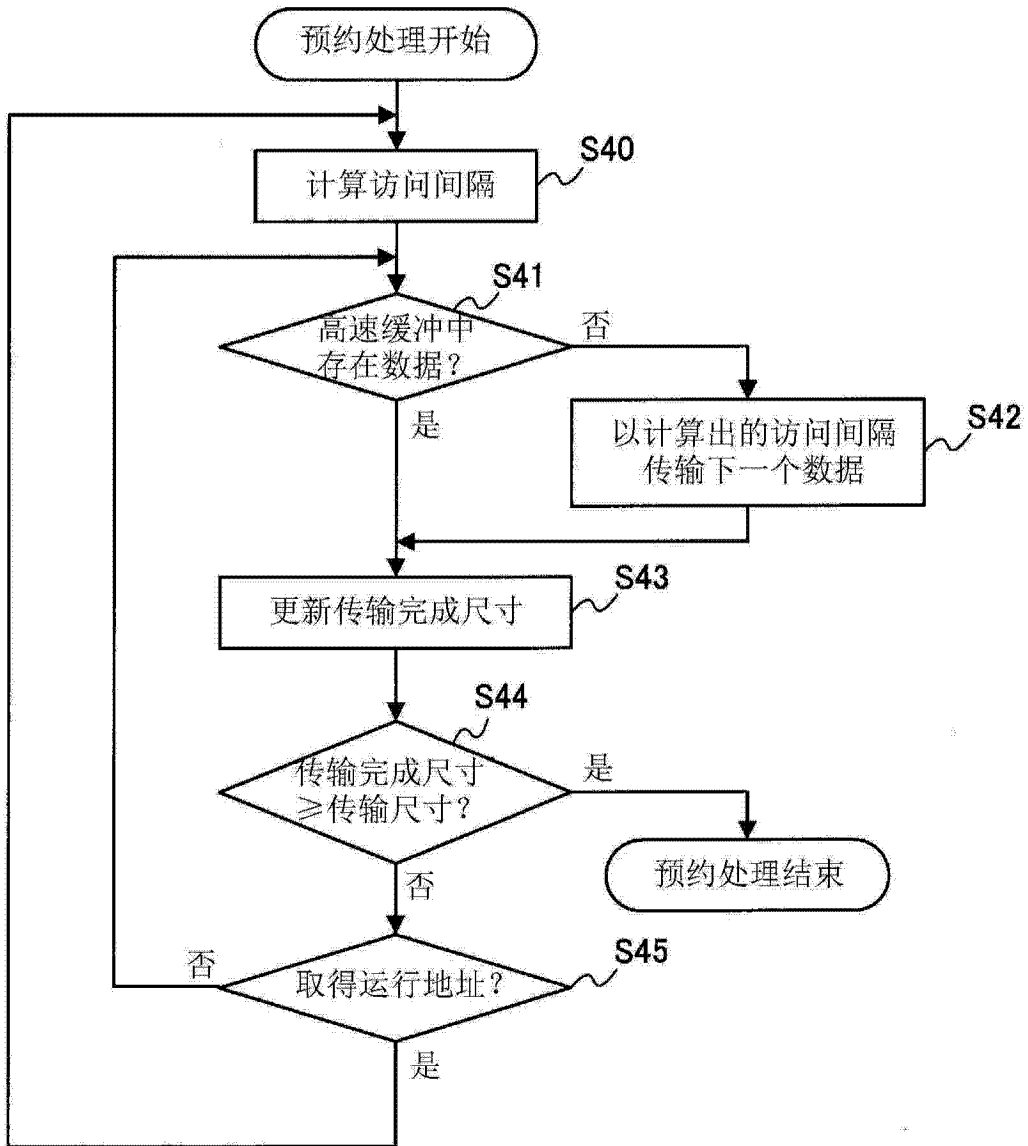 预约处理开始
S40
计算访问间隔
S41
高速缓冲中
存在数据？
否
是
S42
以计算出的访问间隔
传输下一个数据
S43
更新传输完成尺寸
S44
传输完成尺寸
≥传输尺寸？
是
否
预约处理结束
S45
否
取得运行地址？
是